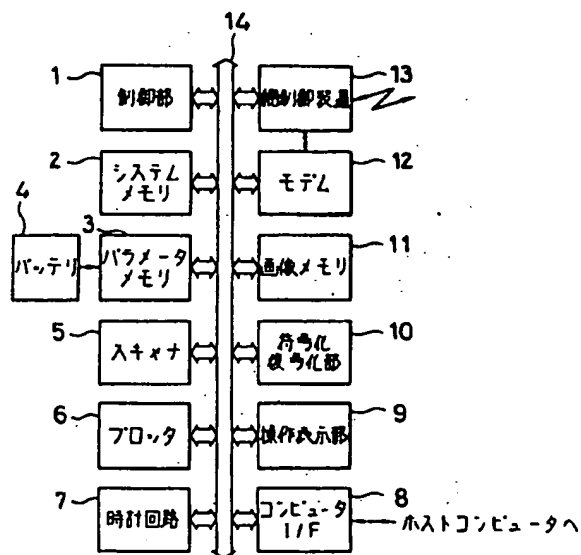 14
1
制御部
13
網制御装置
2
システム
メモリ
12
モデム
4
バッテリ
3
パラメータ
メモリ
11
画像メモリ
5
スキャナ
10
符号化
復号化部
6
プロッタ
9
操作表示部
7
時計回路
8
コンピュータ
I/F
ホストコンピュータへ